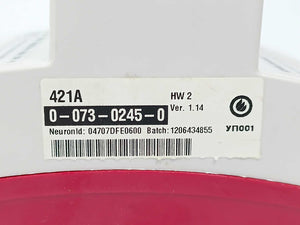 421A
HW 2
0-073-0245-0
Ver. 1.14
NeuronId: 04707DFE0600 Batch:1206434855
УП001